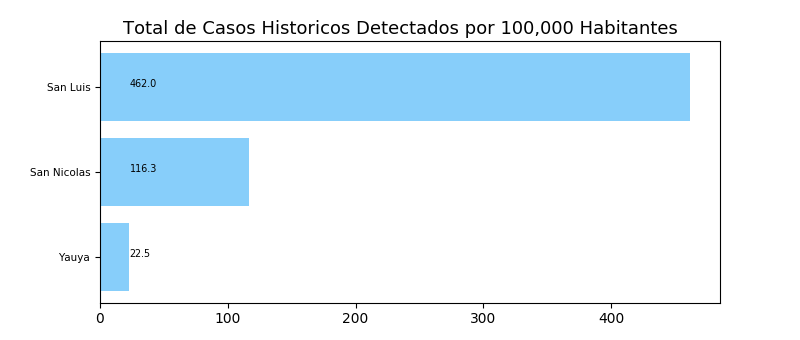 Total de Casos Historicos Detectados por 100,000 Habitantes
San Luis 462.0
San Nicolas 116.3
Yauya 22.5
0 100 200 300 400